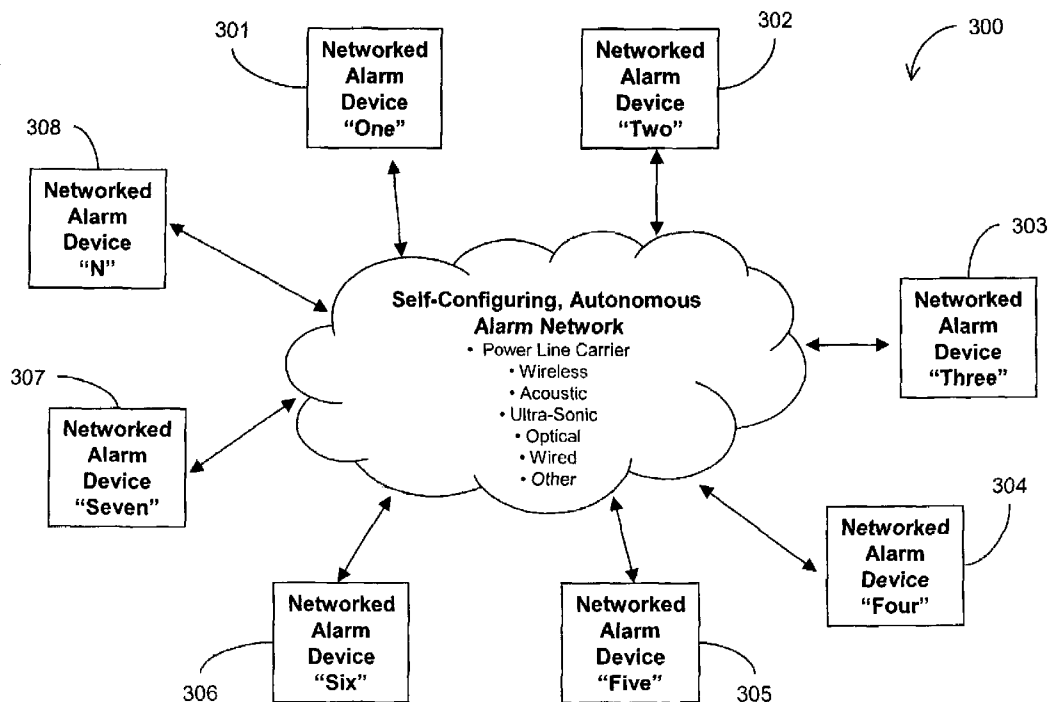 301
Networked
Alarm
Device
“One”
302
Networked
Alarm
Device
“Two”
300
308
Networked
Alarm
Device
“N”
303
Networked
Alarm
Device
“Three”
Self-Configuring, Autonomous
Alarm Network
• Power Line Carrier
• Wireless
• Acoustic
• Ultra-Sonic
• Optical
• Wired
• Other
307
Networked
Alarm
Device
“Seven”
304
Networked
Alarm
Device
“Four”
306
Networked
Alarm
Device
“Six”
Networked
Alarm
Device
“Five”
305